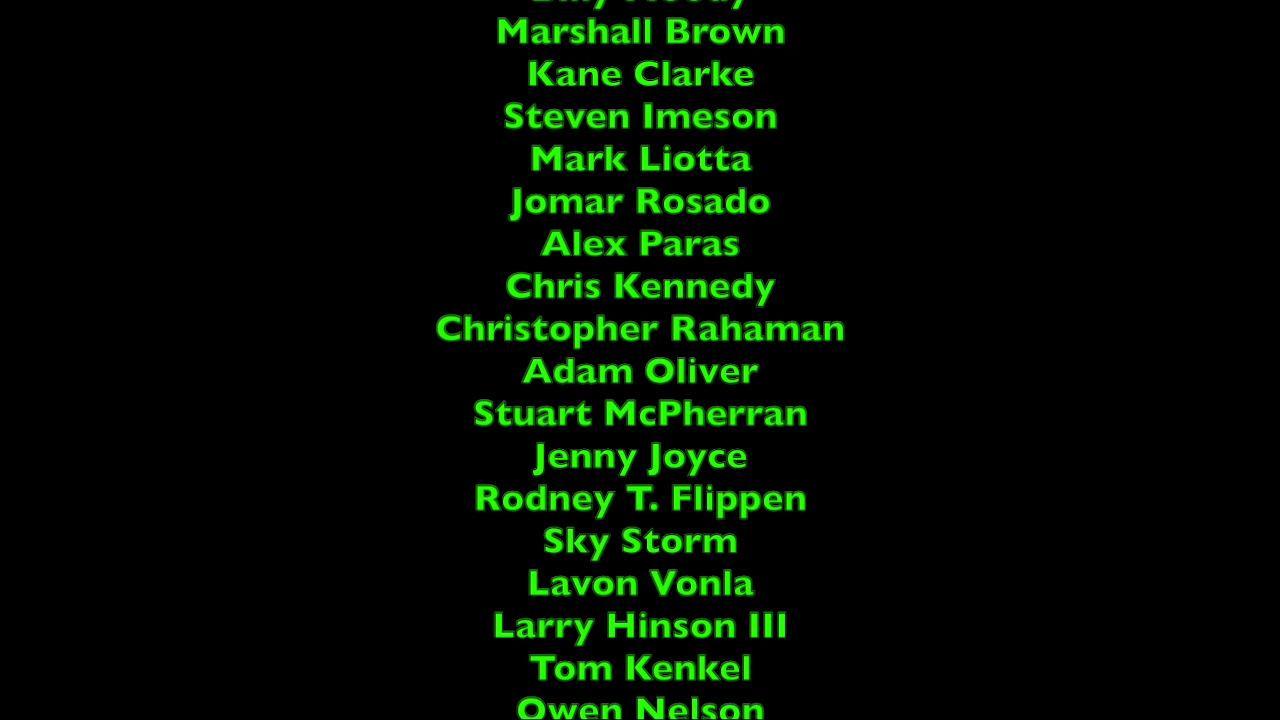 Marshall Brown
Kane Clarke
Steven Imeson
Mark Liotta
Jomar Rosado
Alex Paras
Chris Kennedy
Christopher Rahaman
Adam Oliver
Stuart McPherran
Jenny Joyce
Rodney T. Flippen
Sky Storm
Lavon Vonla
Larry Hinson III
Tom Kenkel
Owen Nelson